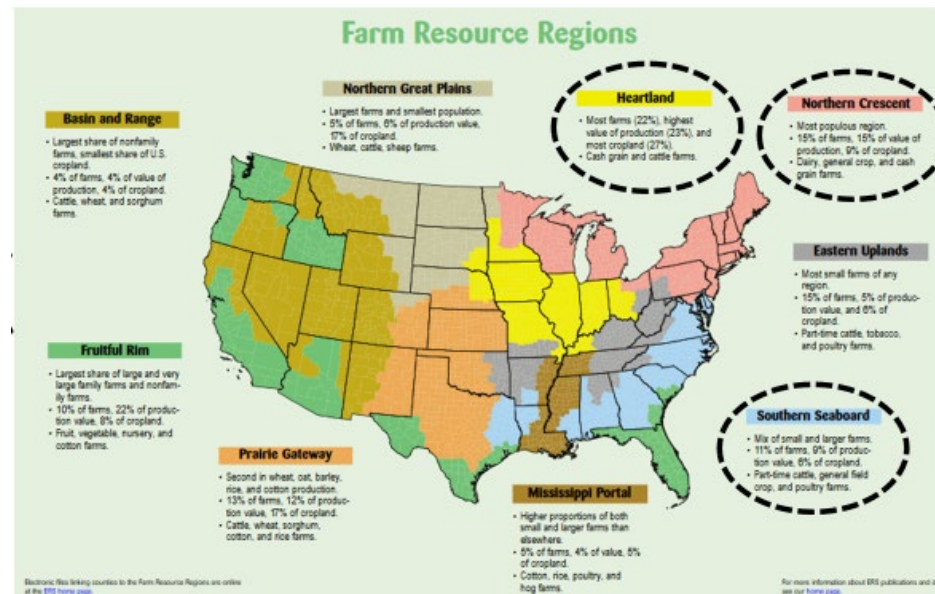 Farm Resource Regions
Northern Great Plains
• Largest farms and smallest population.
• 5% of farms, 6% of production value,
17% of cropland.
• Wheat, cattle, sheep farms.
Heartland
• Most farms (22%), highest
value of production (23%), and
most cropland (27%).
• Cash grain and cattle farms.
Northern Crescent
• Most populous region.
• 15% of farms, 15% of value of
production, 9% of cropland.
• Dairy, general crop, and cash
grain farms.
Basin and Range
• Largest share of nonfamily
farms, smallest share of U.S.
cropland.
• 4% of farms, 4% of value of
production, 4% of cropland.
• Cattle, wheat, and sorghum
farms.
Eastern Uplands
• Most small farms of any
region.
• 15% of farms, 5% of produc-
tion value, and 6% of
cropland.
• Part-time cattle, tobacco,
and poultry farms.
Fruitful Rim
• Largest share of large and very
large family farms and nonfam-
ily farms.
• 10% of farms, 22% of produc-
tion value, 8% of cropland.
• Fruit, vegetable, nursery, and
cotton farms.
Southern Seaboard
• Mix of small and larger farms.
• 11% of farms, 9% of produc-
tion value, 6% of cropland.
• Part-time cattle, general field
crop, and poultry farms.
Prairie Gateway
• Second in wheat, oat, barley,
rice, and cotton production.
• 13% of farms, 12% of produc-
tion value, 17% of cropland.
• Cattle, wheat, sorghum,
cotton, and rice farms.
Mississippi Portal
• Higher proportions of both
small and larger farms than
elsewhere.
• 5% of farms, 4% of value, 5%
of cropland.
• Cotton, rice, poultry, and
hog farms.
Electronic files linking counties to the Farm Resource Regions are online
at the ERS home page.
For more information about ERS publications and
see our home page.